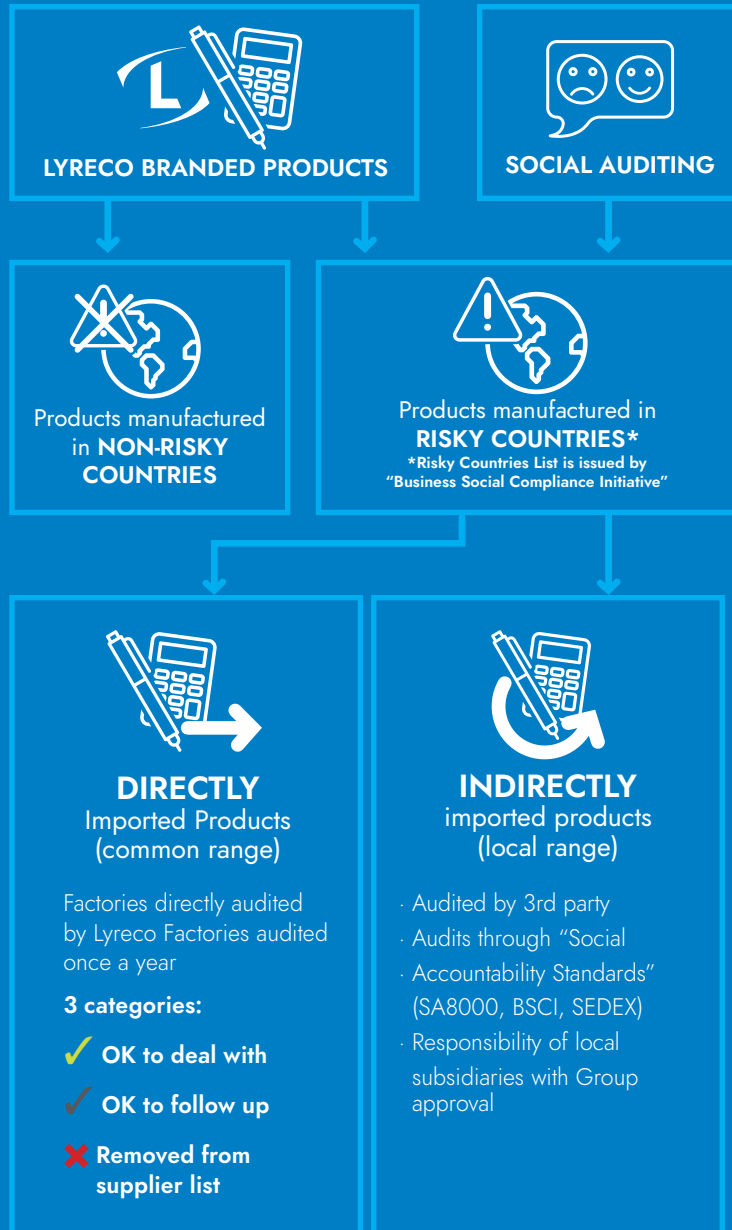 L
LYRECO BRANDED PRODUCTS
SOCIAL AUDITING
Products manufactured
in NON-RISKY
COUNTRIES
Products manufactured in
RISKY COUNTRIES*
*Risky Countries List is issued by
“Business Social Compliance Initiative”
DIRECTLY
Imported Products
(common range)
Factories directly audited
by Lyreco Factories audited
once a year
3 categories:
OK to deal with
OK to follow up
Removed from
supplier list
INDIRECTLY
imported products
(local range)
· Audited by 3rd party
· Audits through “Social
· Accountability Standards”
(SA8000, BSCI, SEDEX)
· Responsibility of local
subsidiaries with Group
approval